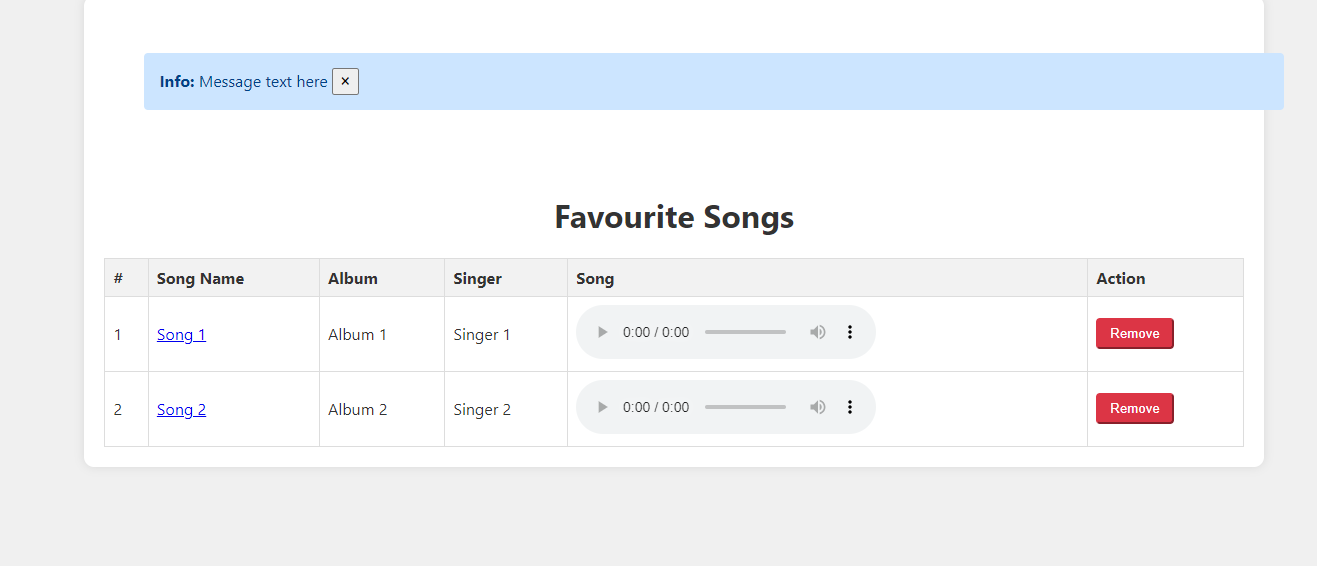 Info: Message text here ×
Favourite Songs
# Song Name Album Singer Song Action
1 Song 1 Album 1 Singer 1 0:00 / 0:00 Remove
2 Song 2 Album 2 Singer 2 0:00 / 0:00 Remove